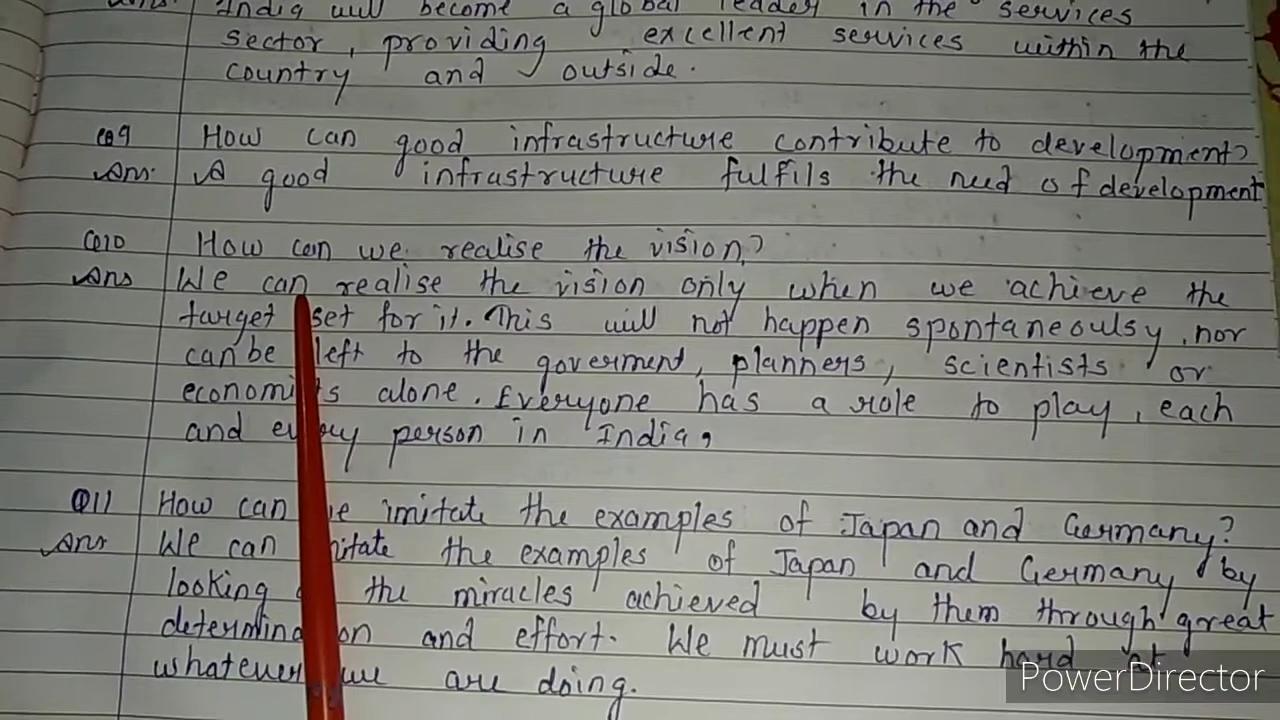 India will become a global leader in the services
sector, providing excellent services within the
country and outside.
Q9 How can good infrastructure contribute to development?
Ans. A good infrastructure fulfils the need of development
Q10 How can we realise the vision?
Ans We can realise the vision only when we achieve the
target set for it. This will not happen spontaneoulsy, nor
can be left to the goverment, planners, scientists or
economists alone. Everyone has a role to play, each
and every person in India,
Q11 How can we imitate the examples of Japan and Germany?
Ans We can imitate the examples of Japan and Germany by
looking the miracles achieved by them through great
determination and effort. We must work hard at
whatever we are doing.
PowerDirector